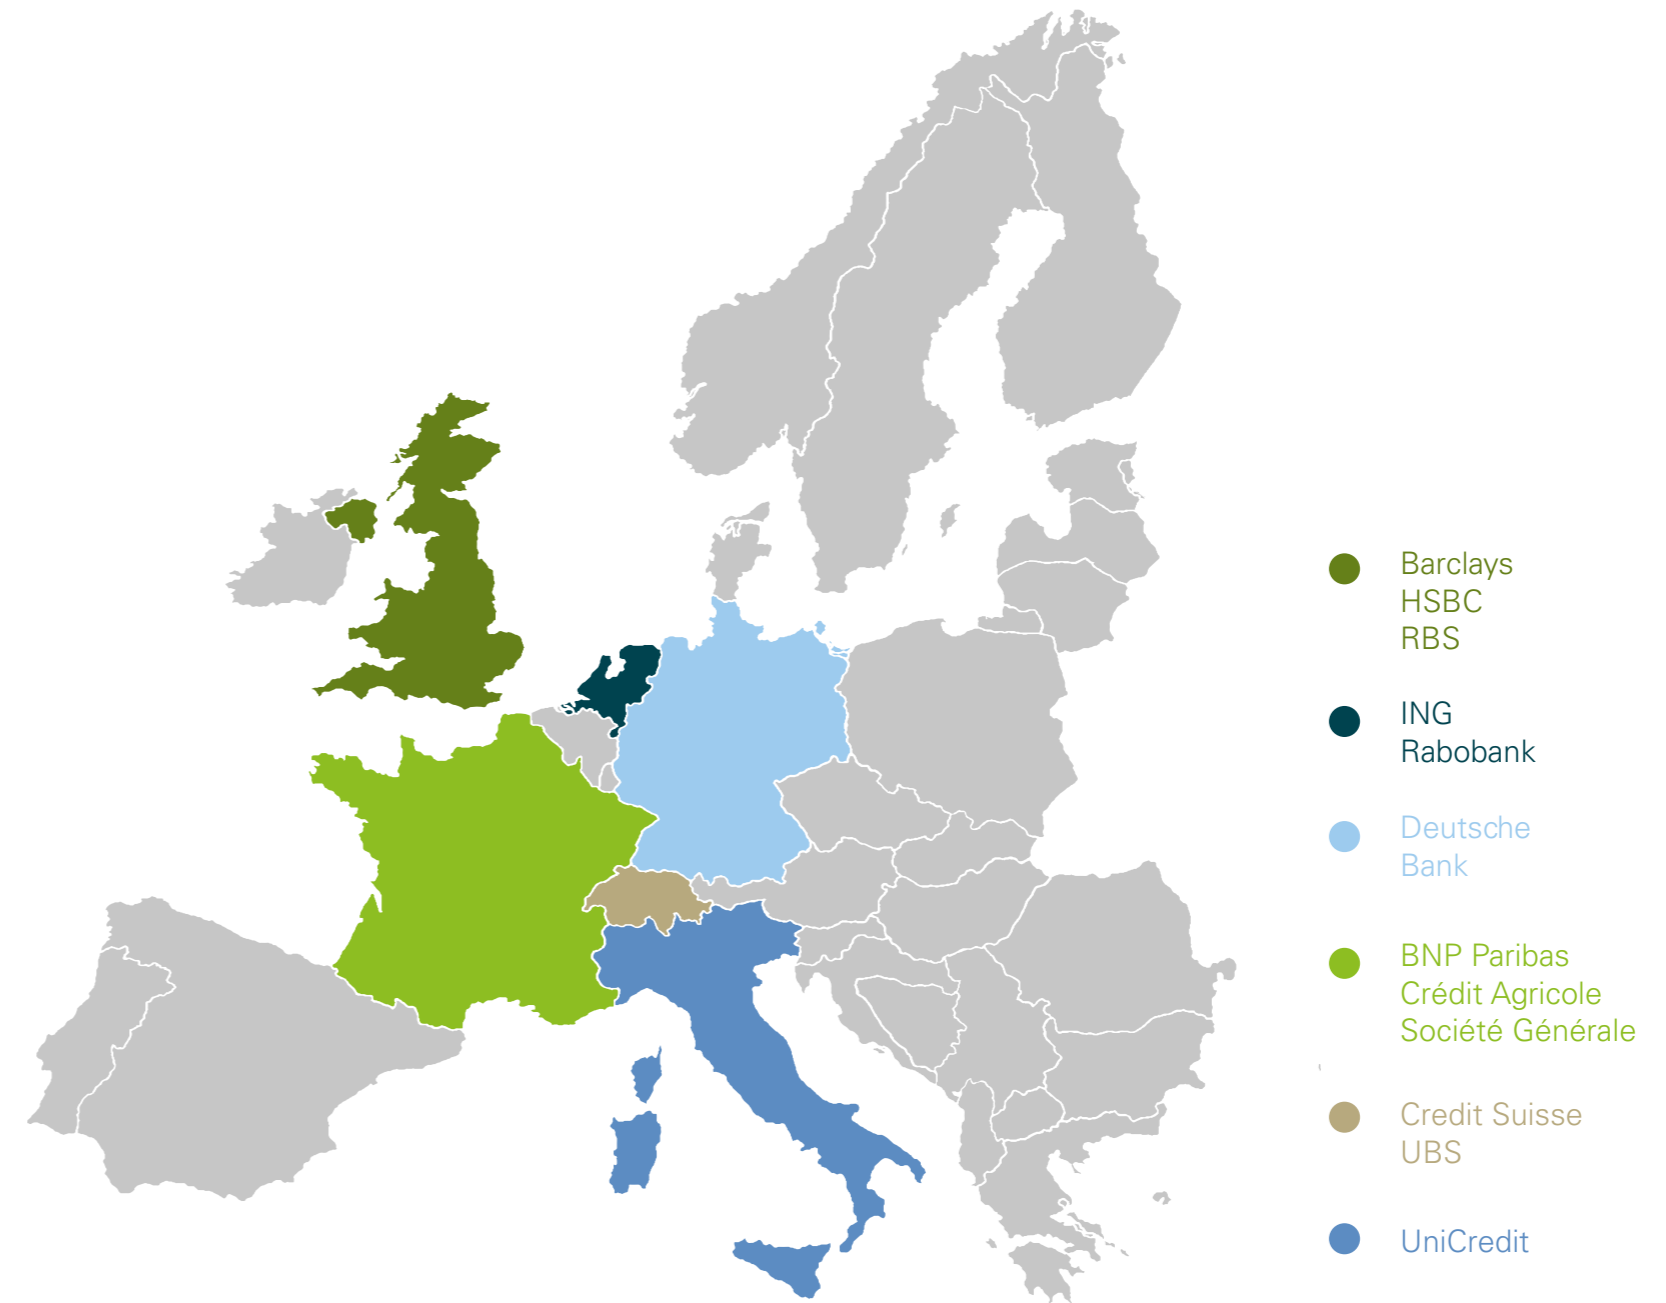 Barclays
HSBC
RBS
ING
Rabobank
Deutsche
Bank
BNP Paribas
Crédit Agricole
Société Générale
Credit Suisse
UBS
UniCredit